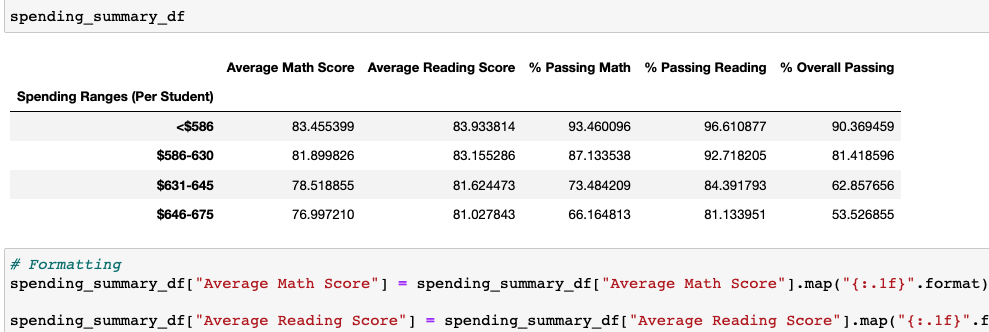 spending_summary_df
Average Math Score Average Reading Score % Passing Math % Passing Reading % Overall Passing
Spending Ranges (Per Student)
<$586 83.455399 83.933814 93.460096 96.610877 90.369459
$586-630 81.899826 83.155286 87.133538 92.718205 81.418596
$631-645 78.518855 81.624473 73.484209 84.391793 62.857656
$646-675 76.997210 81.027843 66.164813 81.133951 53.526855
# Formatting
spending_summary_df["Average Math Score"] = spending_summary_df["Average Math Score"].map("{:.1f}".format)
spending_summary_df["Average Reading Score"] = spending_summary_df["Average Reading Score"].map("{:.1f}".f